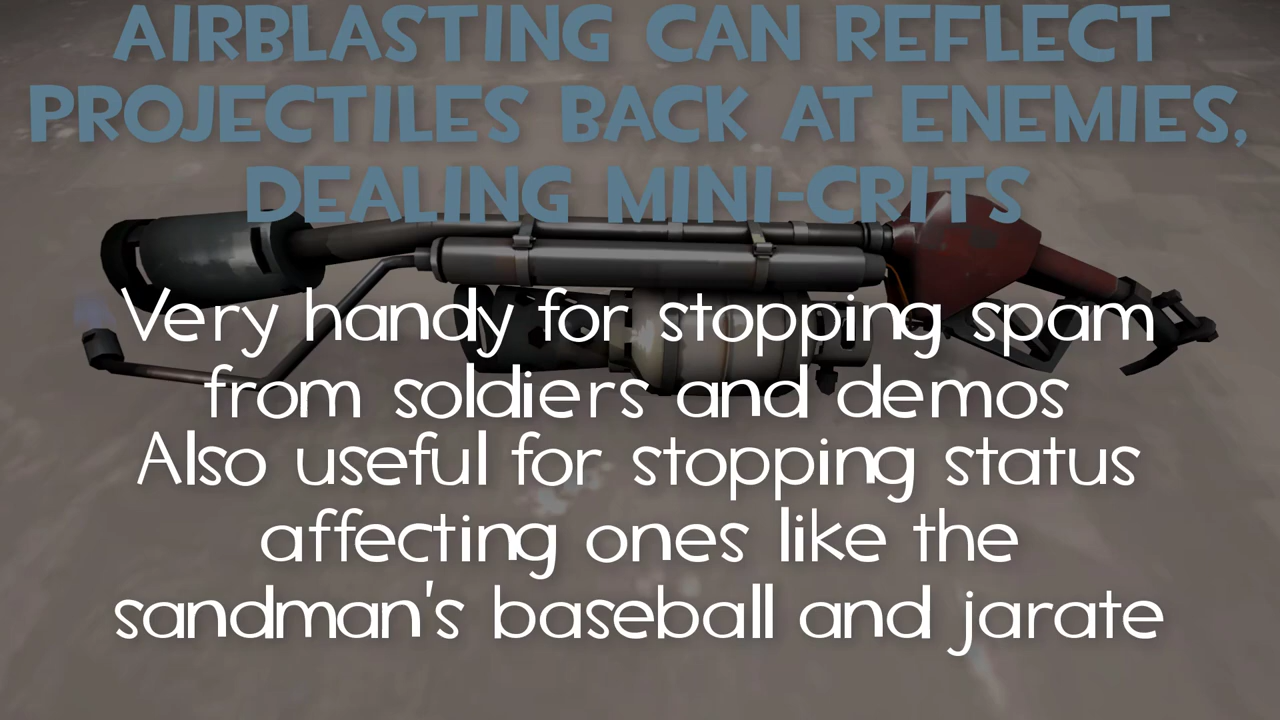 AIRBLASTING CAN REFLECT
PROJECTILES BACK AT ENEMIES,
DEALING MINI-CRITS
Very handy for stopping spam
from soldiers and demos
Also useful for stopping status
affecting ones like the
sandman's baseball and jarate